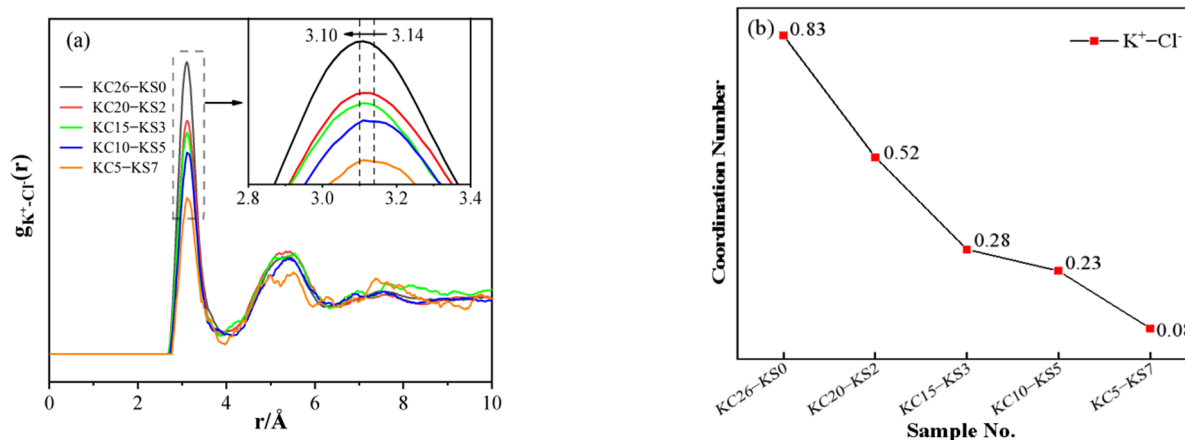 (a)
3.10
3.14
KC26–KS0
KC20–KS2
KC15–KS3
KC10–KS5
KC5–KS7
2.8 3.0 3.2 3.4
g K⁺-Cl⁻(r)
0 2 4 6 8 10
r/Å
(b)
K⁺–Cl⁻
0.83
0.52
0.28
0.23
0.08
Coordination Number
KC26–KS0
KC20–KS2
KC15–KS3
KC10–KS5
KC5–KS7
Sample No.